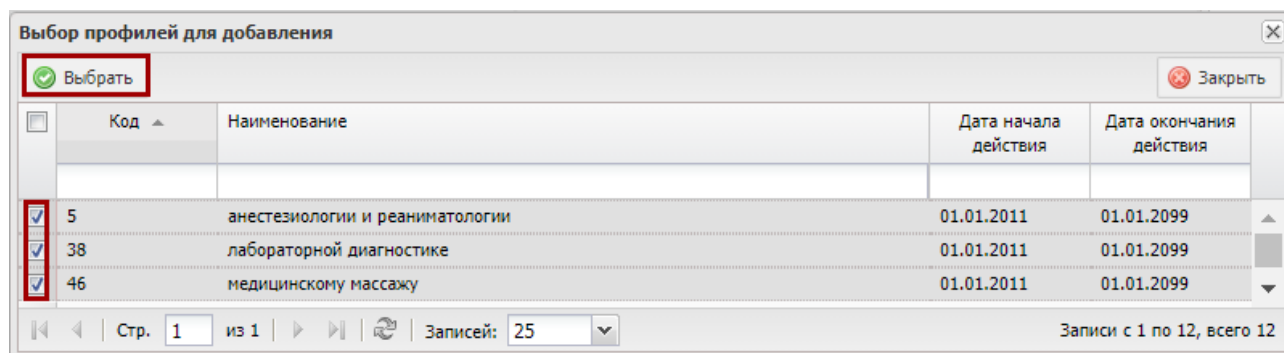 Выбор профилей для добавления
Выбрать Закрыть
Код Наименование Дата начала действия Дата окончания действия
5 анестезиологии и реаниматологии 01.01.2011 01.01.2099
38 лабораторной диагностике 01.01.2011 01.01.2099
46 медицинскому массажу 01.01.2011 01.01.2099
Стр. 1 из 1 Записей: 25 Записи с 1 по 12, всего 12